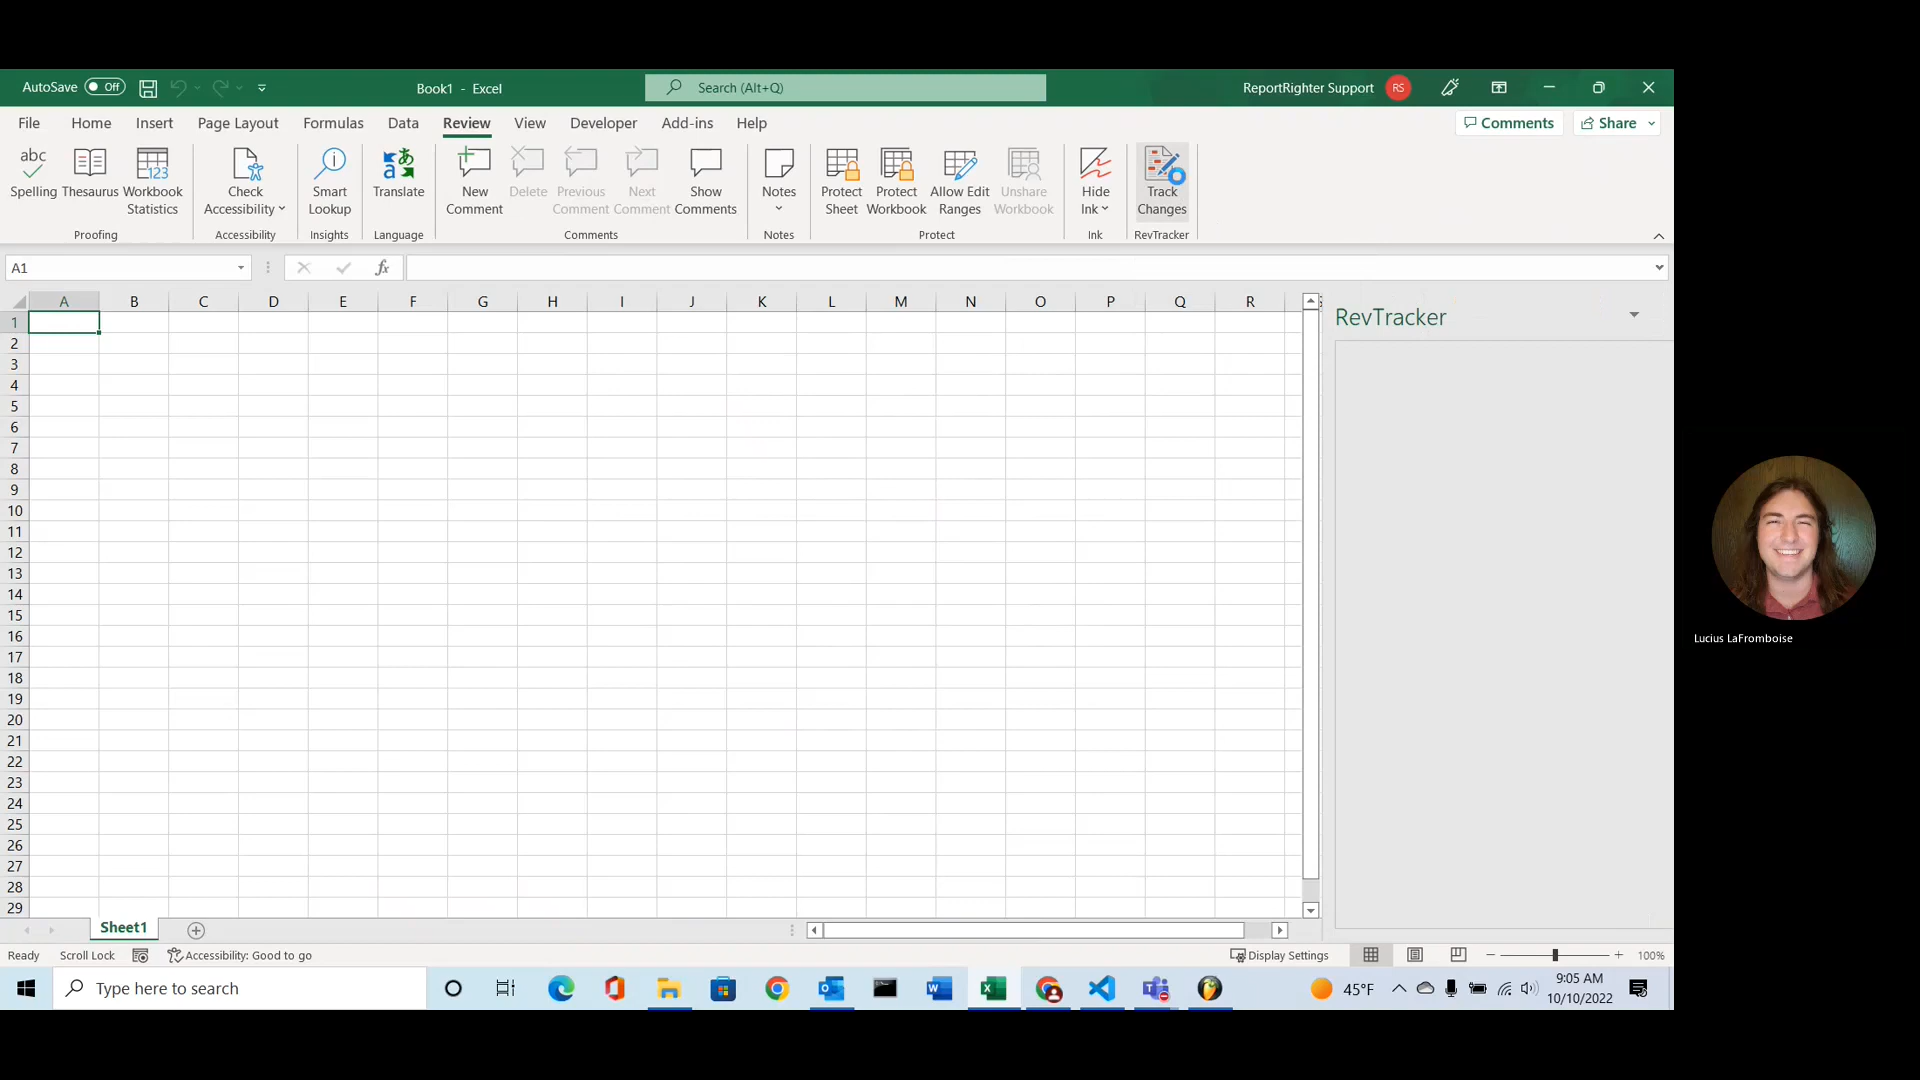 AutoSave Off Book1 - Excel Search (Alt+Q) ReportRighter Support RS
File Home Insert Page Layout Formulas Data Review View Developer Add-ins Help Comments Share
abc
Spelling
Thesaurus
123
Workbook
Statistics
Proofing
Check
Accessibility
Accessibility
Smart
Lookup
Insights
Translate
Language
New
Comment
Delete
Previous
Comment
Next
Comment
Show
Comments
Comments
Notes
Notes
Protect
Sheet
Protect
Workbook
Allow Edit
Ranges
Unshare
Workbook
Protect
Hide
Ink
Ink
Track
Changes
RevTracker
A1 fx
A B C D E F G H I J K L M N O P Q R
RevTracker
1
2
3
4
5
6
7
8
9
10
11
12
13
14
15
16
17
18
19
20
21
22
23
24
25
26
27
28
29
Lucius LaFromboise
Sheet1
Ready Scroll Lock Accessibility: Good to go Display Settings 100%
Type here to search 45°F 9:05 AM
10/10/2022